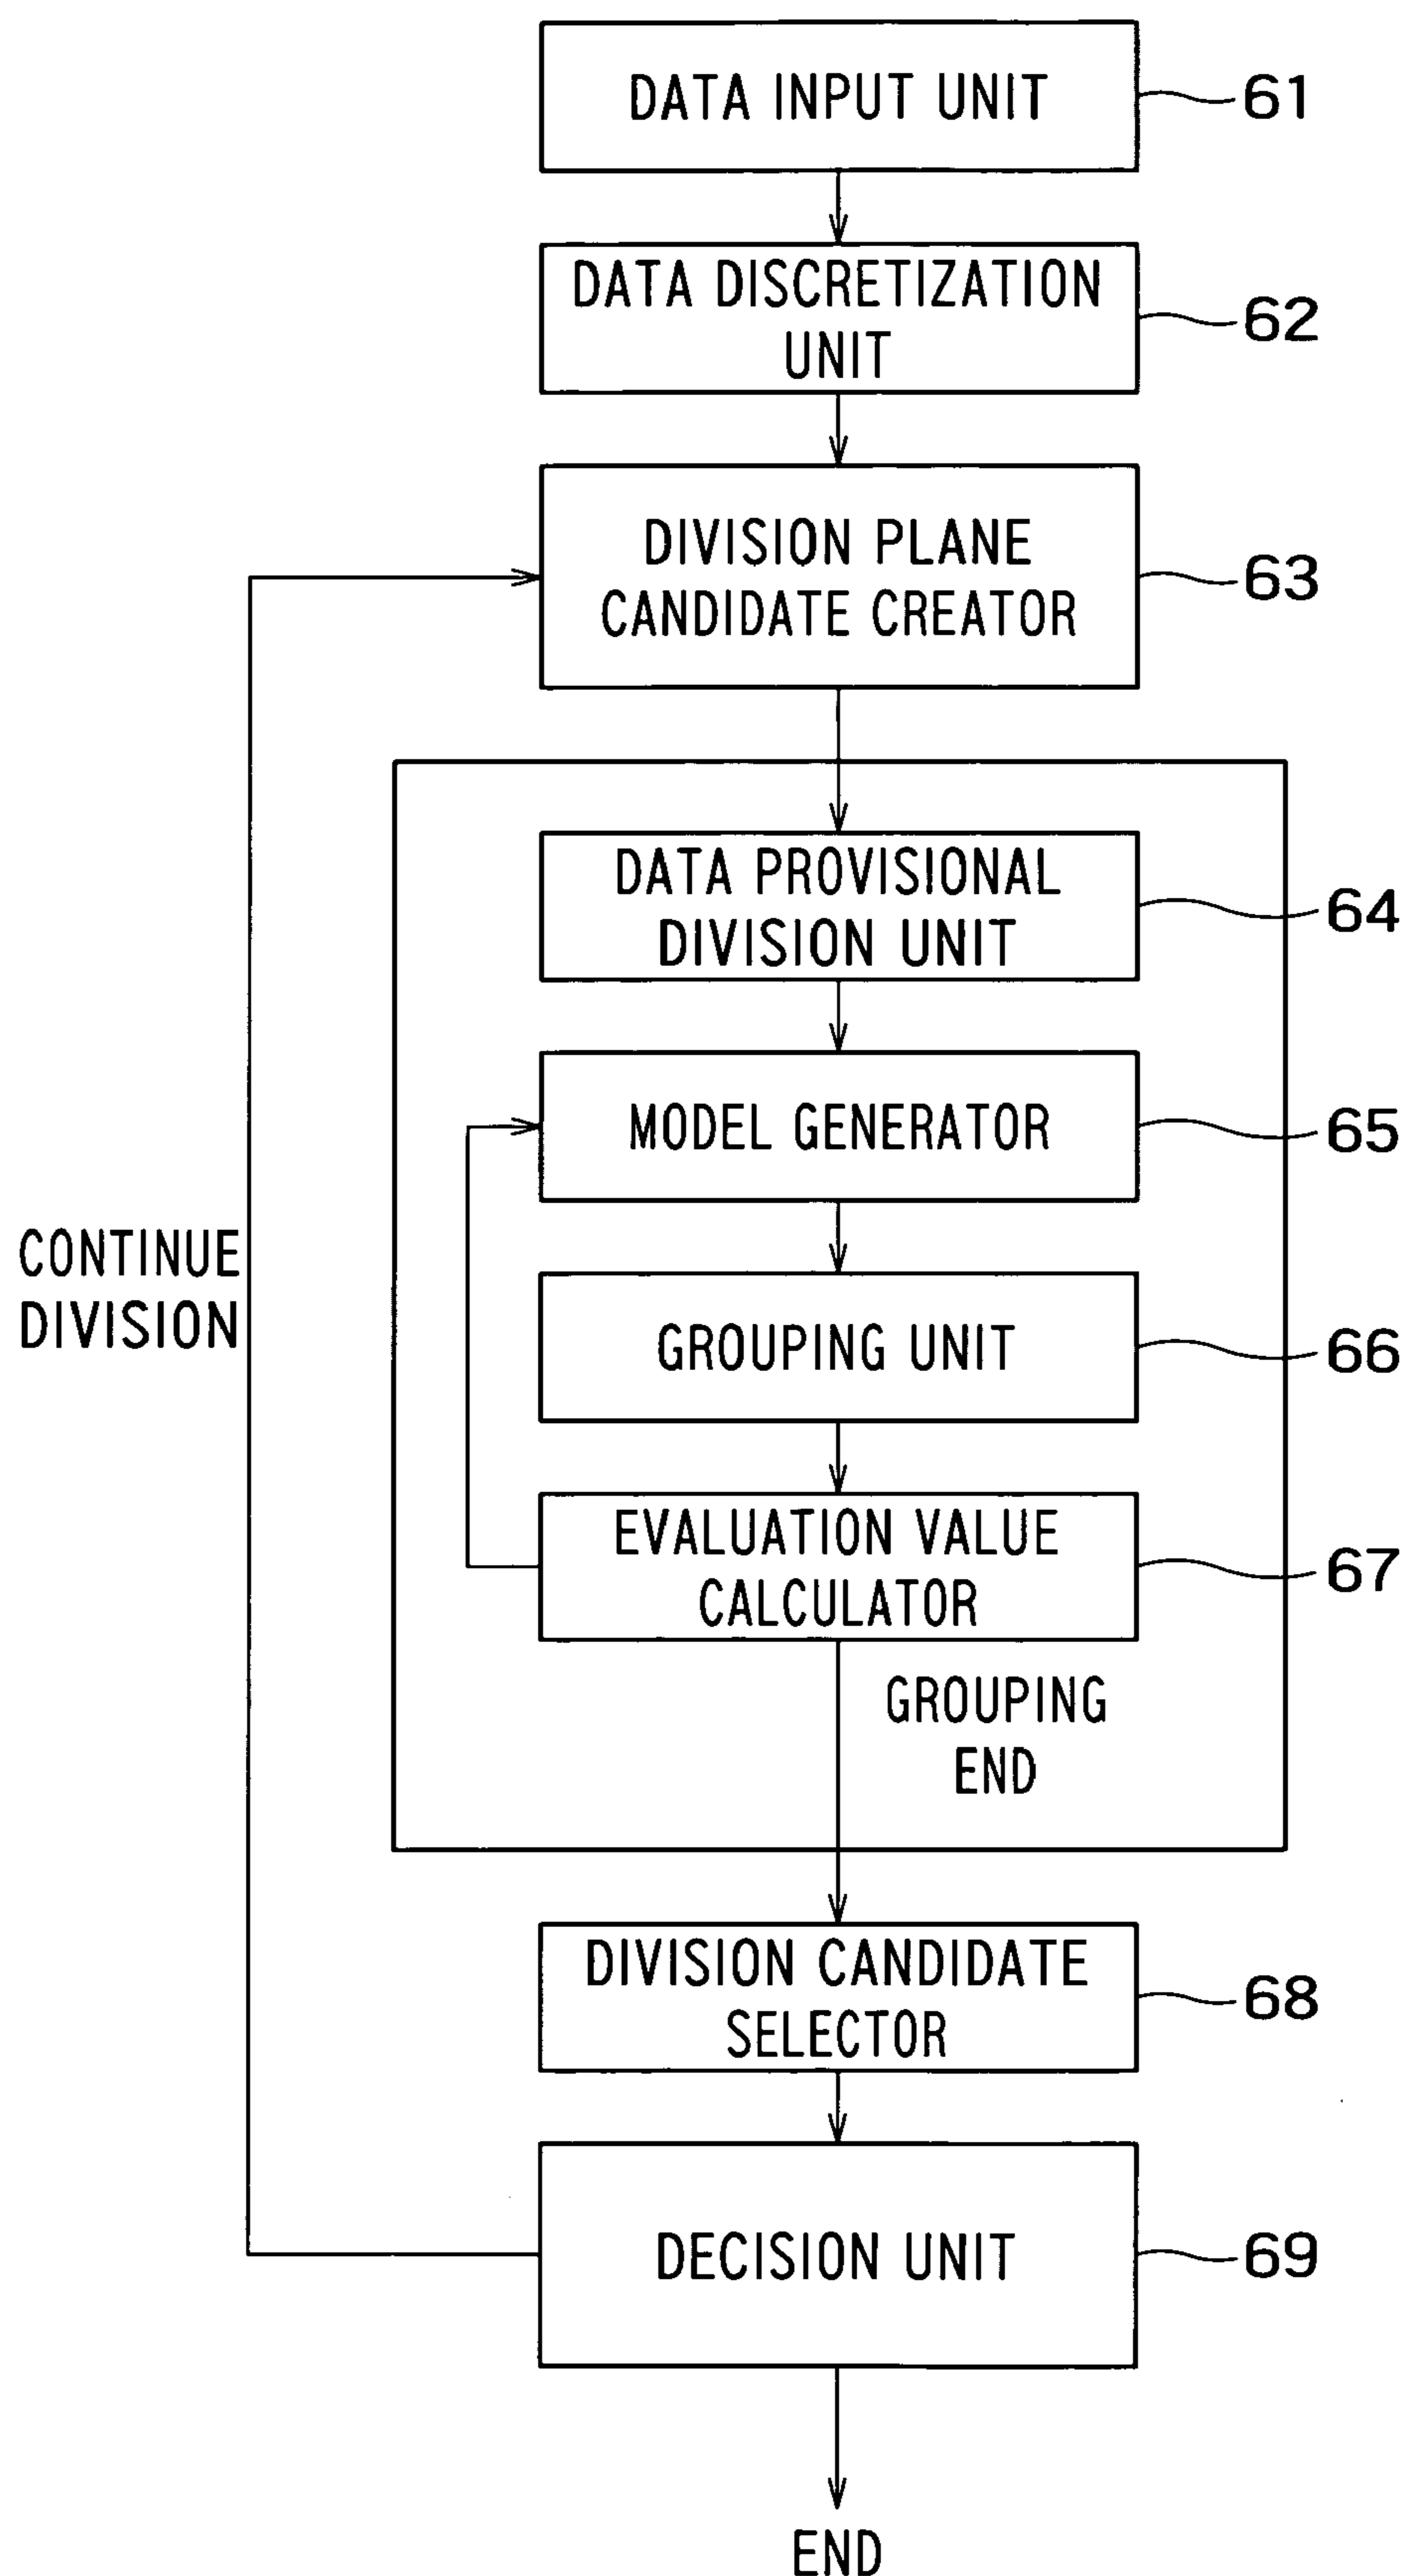 DATA INPUT UNIT
61
DATA DISCRETIZATION
UNIT
62
DIVISION PLANE
CANDIDATE CREATOR
63
DATA PROVISIONAL
DIVISION UNIT
64
MODEL GENERATOR
65
CONTINUE
DIVISION
GROUPING UNIT
66
EVALUATION VALUE
CALCULATOR
67
GROUPING
END
DIVISION CANDIDATE
SELECTOR
68
DECISION UNIT
69
END